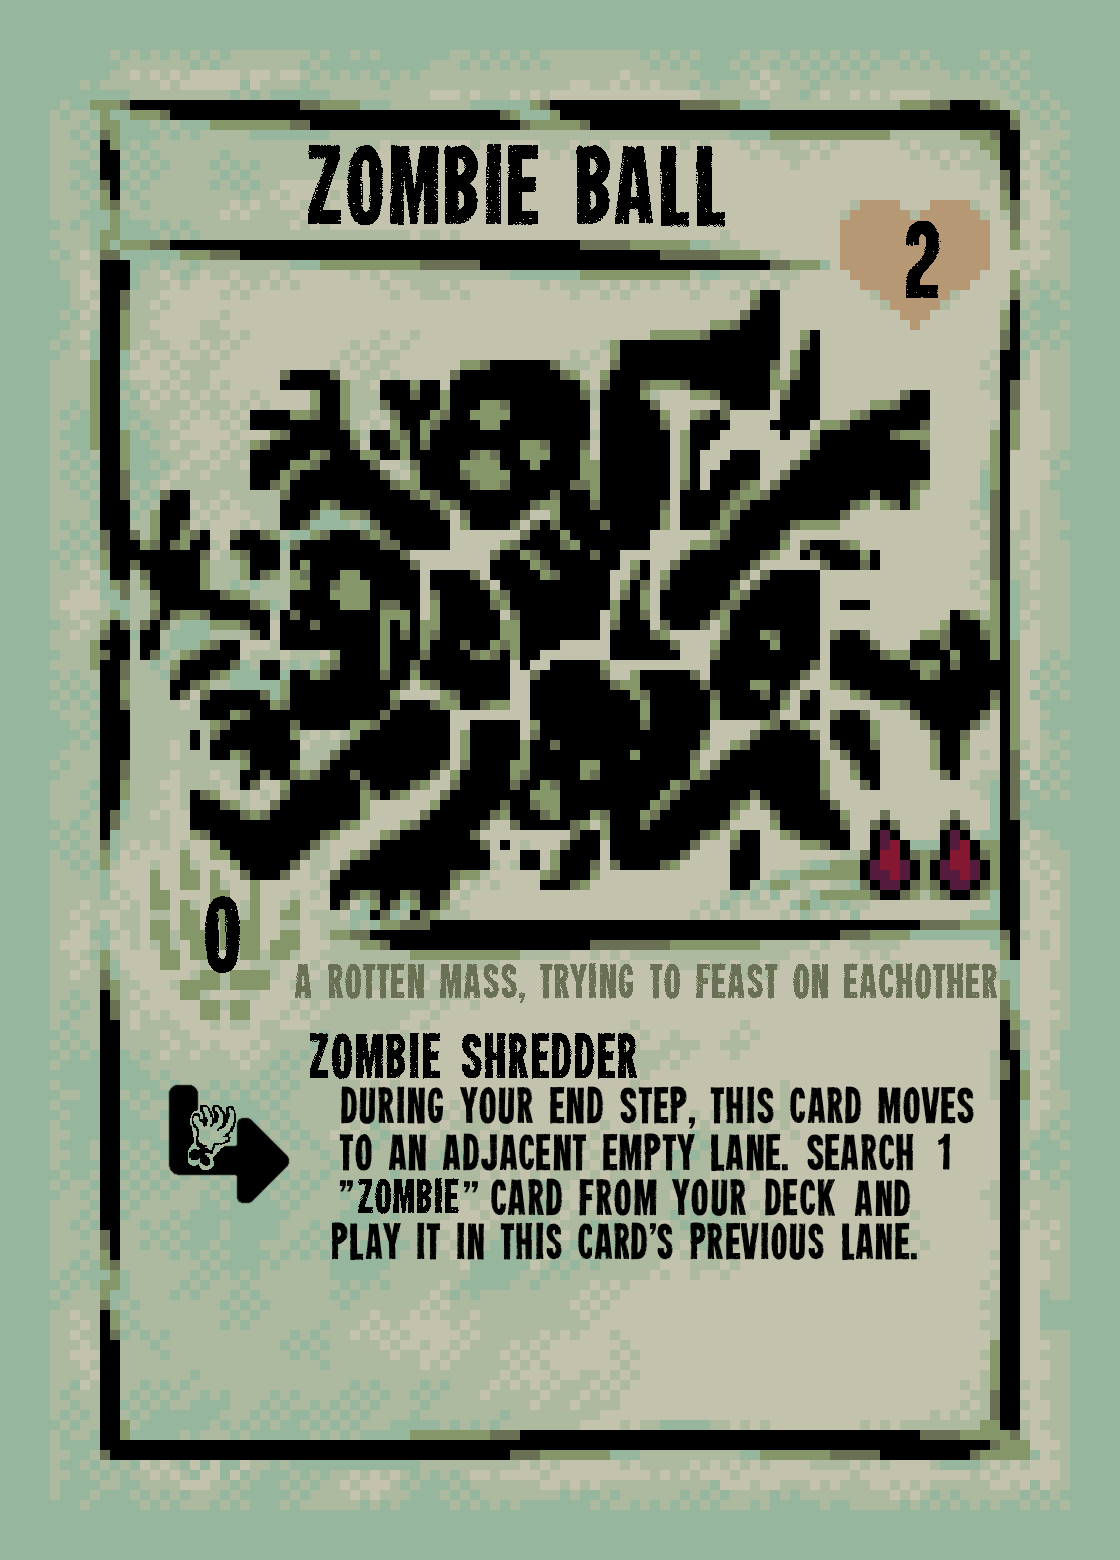 ZOMBIE BALL
2
0
A ROTTEN MASS, TRYING TO FEAST ON EACHOTHER
ZOMBIE SHREDDER
DURING YOUR END STEP, THIS CARD MOVES
TO AN ADJACENT EMPTY LANE. SEARCH 1
"ZOMBIE" CARD FROM YOUR DECK AND
PLAY IT IN THIS CARD'S PREVIOUS LANE.